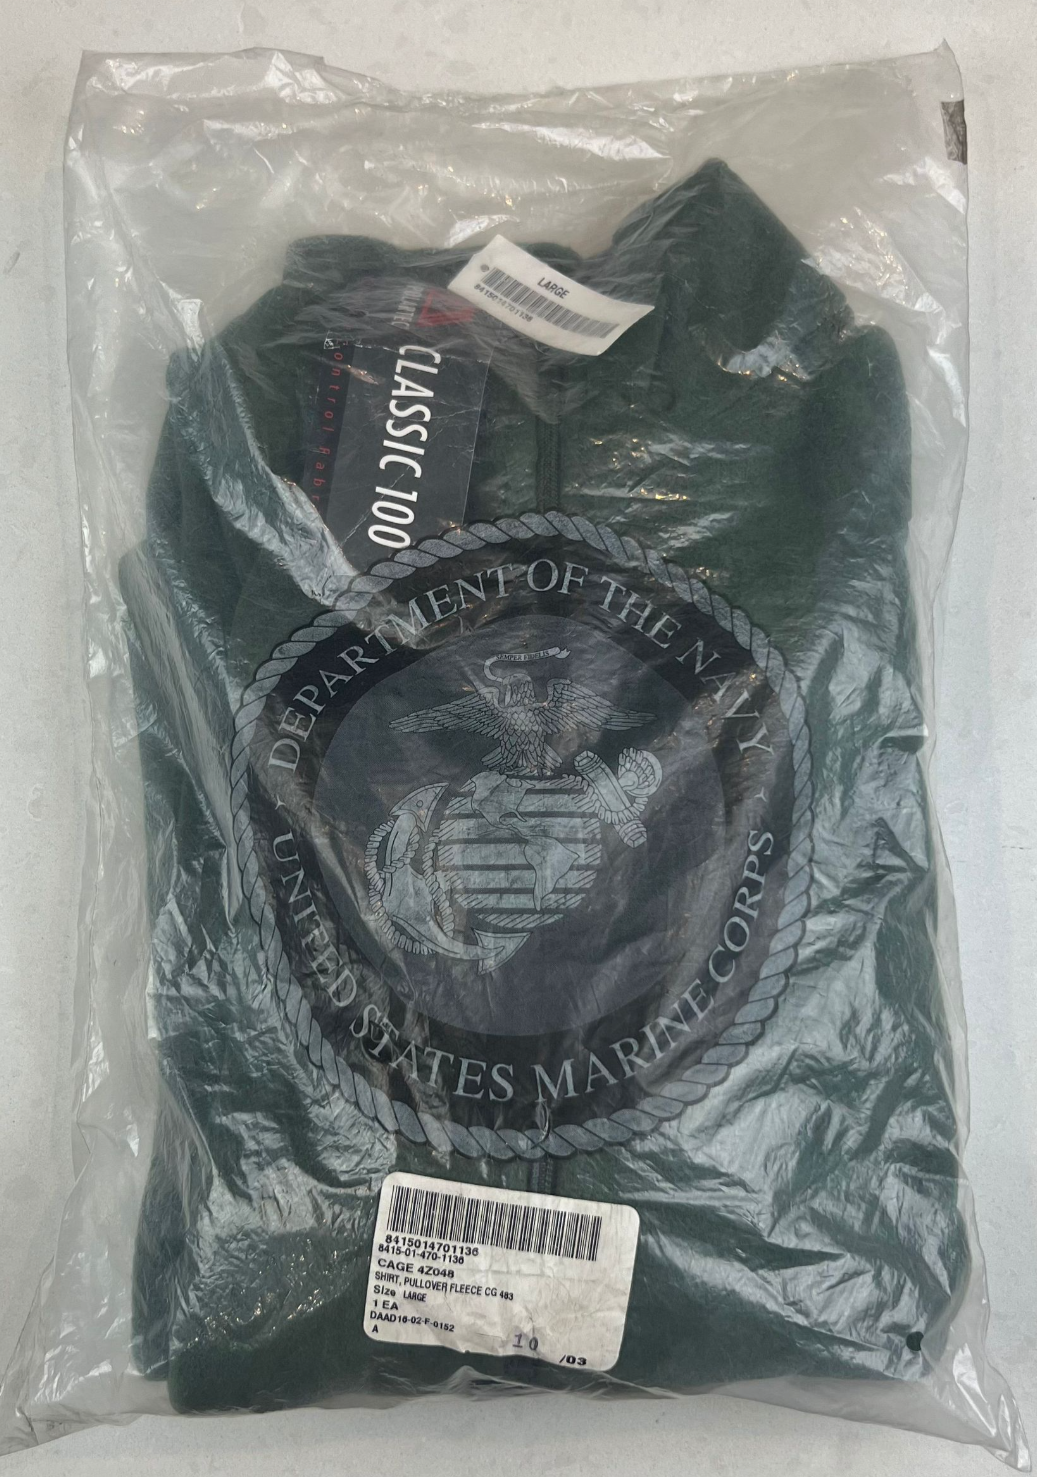 LARGE
8415014701136
CLASSIC 100
DEPARTMENT OF THE NAVY
SEMPER FIDELIS
UNITED STATES MARINE CORPS
8415014701136
8415-01-470-1136
CAGE 4Z048
SHIRT, PULLOVER FLEECE CG 483
Size LARGE
1 EA
DAAD16-02-F-0152
A
10 /03